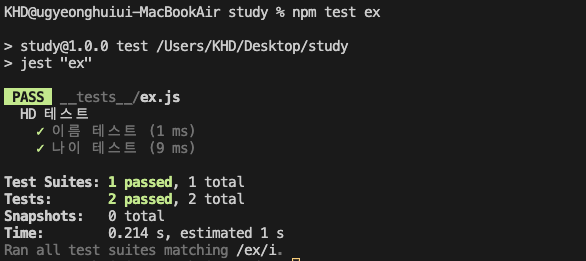 KHD@ugyeonghuiui-MacBookAir study % npm test ex
> study@1.0.0 test /Users/KHD/Desktop/study
> jest "ex"
PASS __tests__/ex.js
HD 테스트
✓ 이름 테스트 (1 ms)
✓ 나이 테스트 (9 ms)
Test Suites: 1 passed, 1 total
Tests: 2 passed, 2 total
Snapshots: 0 total
Time: 0.214 s, estimated 1 s
Ran all test suites matching /ex/i.